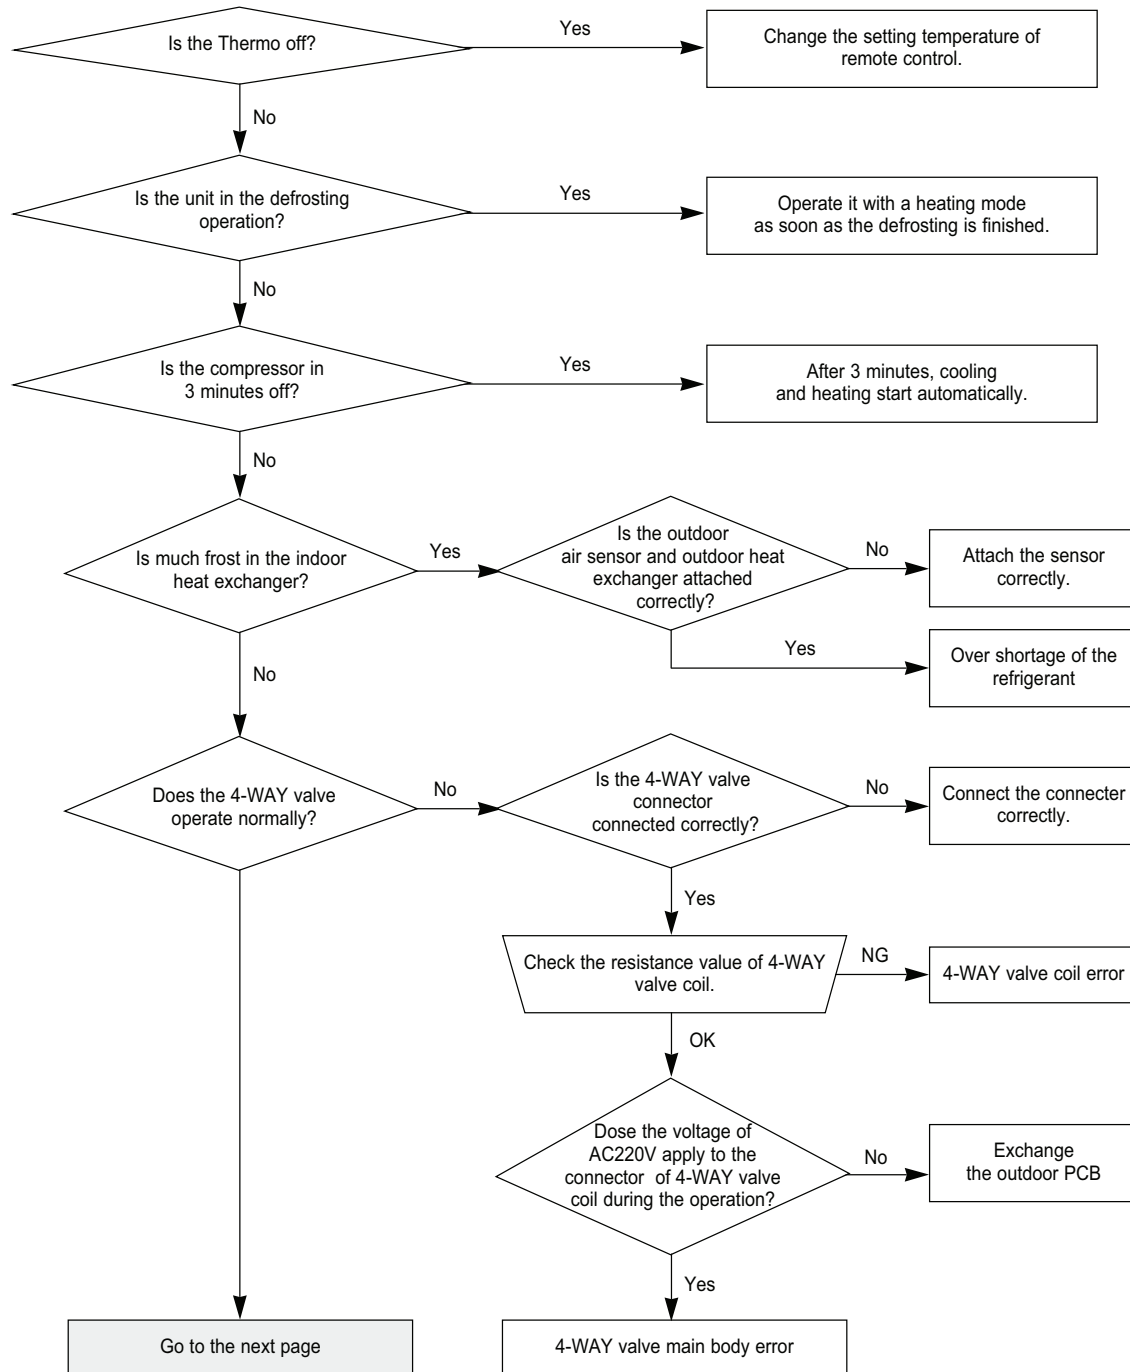 Is the Thermo off?
Yes
Change the setting temperature of
remote control.
No
Is the unit in the defrosting
operation?
Yes
Operate it with a heating mode
as soon as the defrosting is finished.
No
Is the compressor in
3 minutes off?
Yes
After 3 minutes, cooling
and heating start automatically.
No
Is much frost in the indoor
heat exchanger?
Yes
Is the outdoor
air sensor and outdoor heat
exchanger attached
correctly?
No
Attach the sensor
correctly.
Yes
Over shortage of the
refrigerant
No
Does the 4-WAY valve
operate normally?
No
Is the 4-WAY valve
connector
connected correctly?
No
Connect the connecter
correctly.
Yes
Check the resistance value of 4-WAY
valve coil.
NG
4-WAY valve coil error
OK
Dose the voltage of
AC220V apply to the
connector of 4-WAY valve
coil during the operation?
No
Exchange
the outdoor PCB
Yes
Go to the next page
4-WAY valve main body error